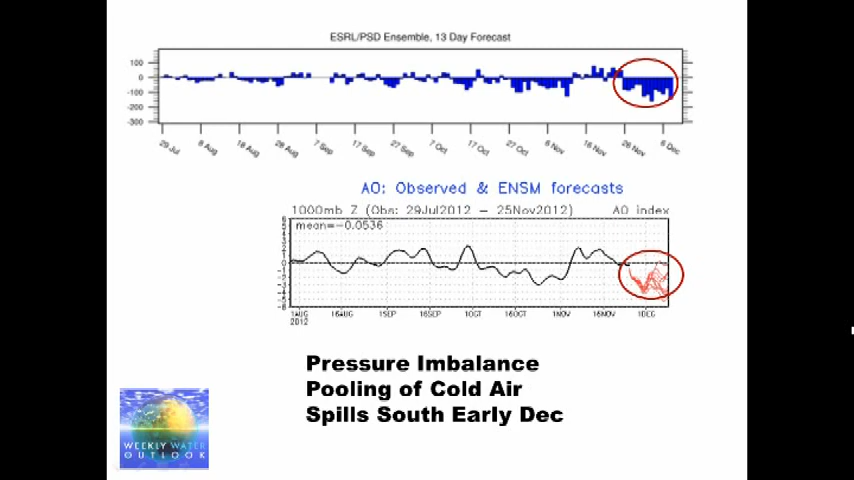 ESRL/PSD Ensemble, 13 Day Forecast
100
0
-100
-200
-300
29 Jul 8 Aug 18 Aug 28 Aug 7 Sep 17 Sep 27 Sep 7 Oct 17 Oct 27 Oct 6 Nov 16 Nov 26 Nov 6 Dec
AO: Observed & ENSM forecasts
1000mb Z (Obs: 29Jul2012 – 25Nov2012) AO index
mean=-0.0536
1AUG 16AUG 1SEP 16SEP 1OCT 16OCT 1NOV 16NOV 1DEC
2012
Pressure Imbalance
Pooling of Cold Air
Spills South Early Dec
WEEKLY WATER
OUTLOOK